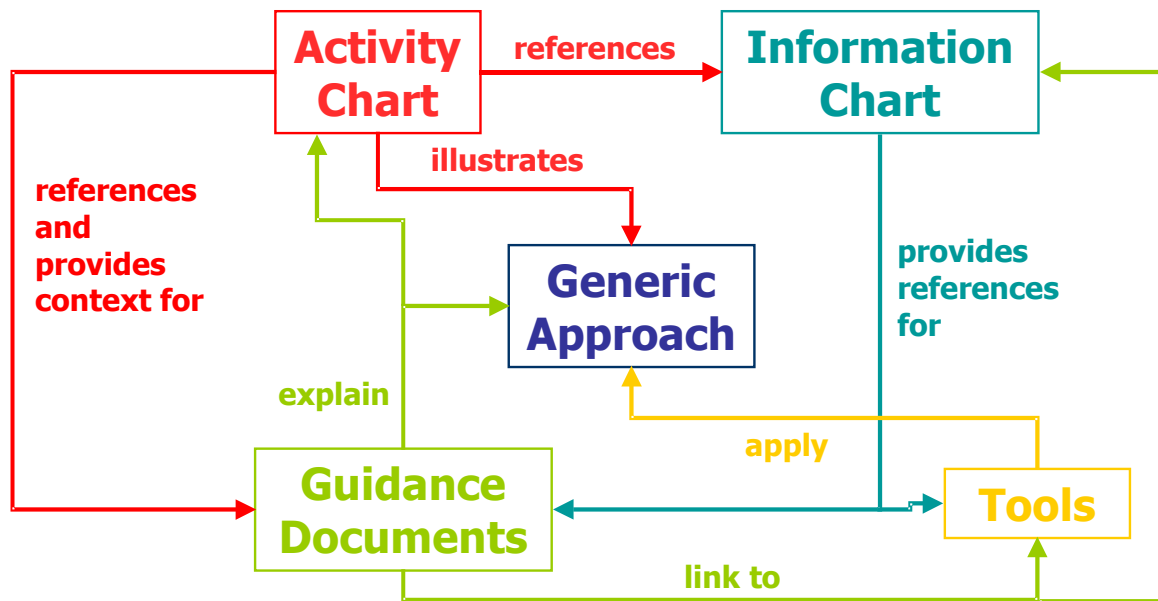 Activity
Chart
references
Information
Chart
illustrates
references
and
provides
context for
Generic
Approach
provides
references
for
explain
apply
Guidance
Documents
Tools
link to